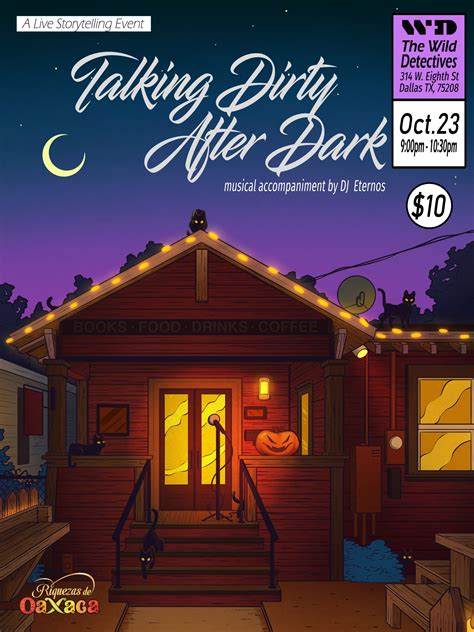 A Live Storytelling Event
WD
The Wild
Detectives
314 W. Eighth St
Dallas TX, 75208
Talking Dirty
After Dark
Oct.23
9:00pm - 10:30pm
musical accompaniment by DJ Eternos
$10
BOOKS · FOOD · DRINKS · COFFEE
Riquezas de
OaXaca